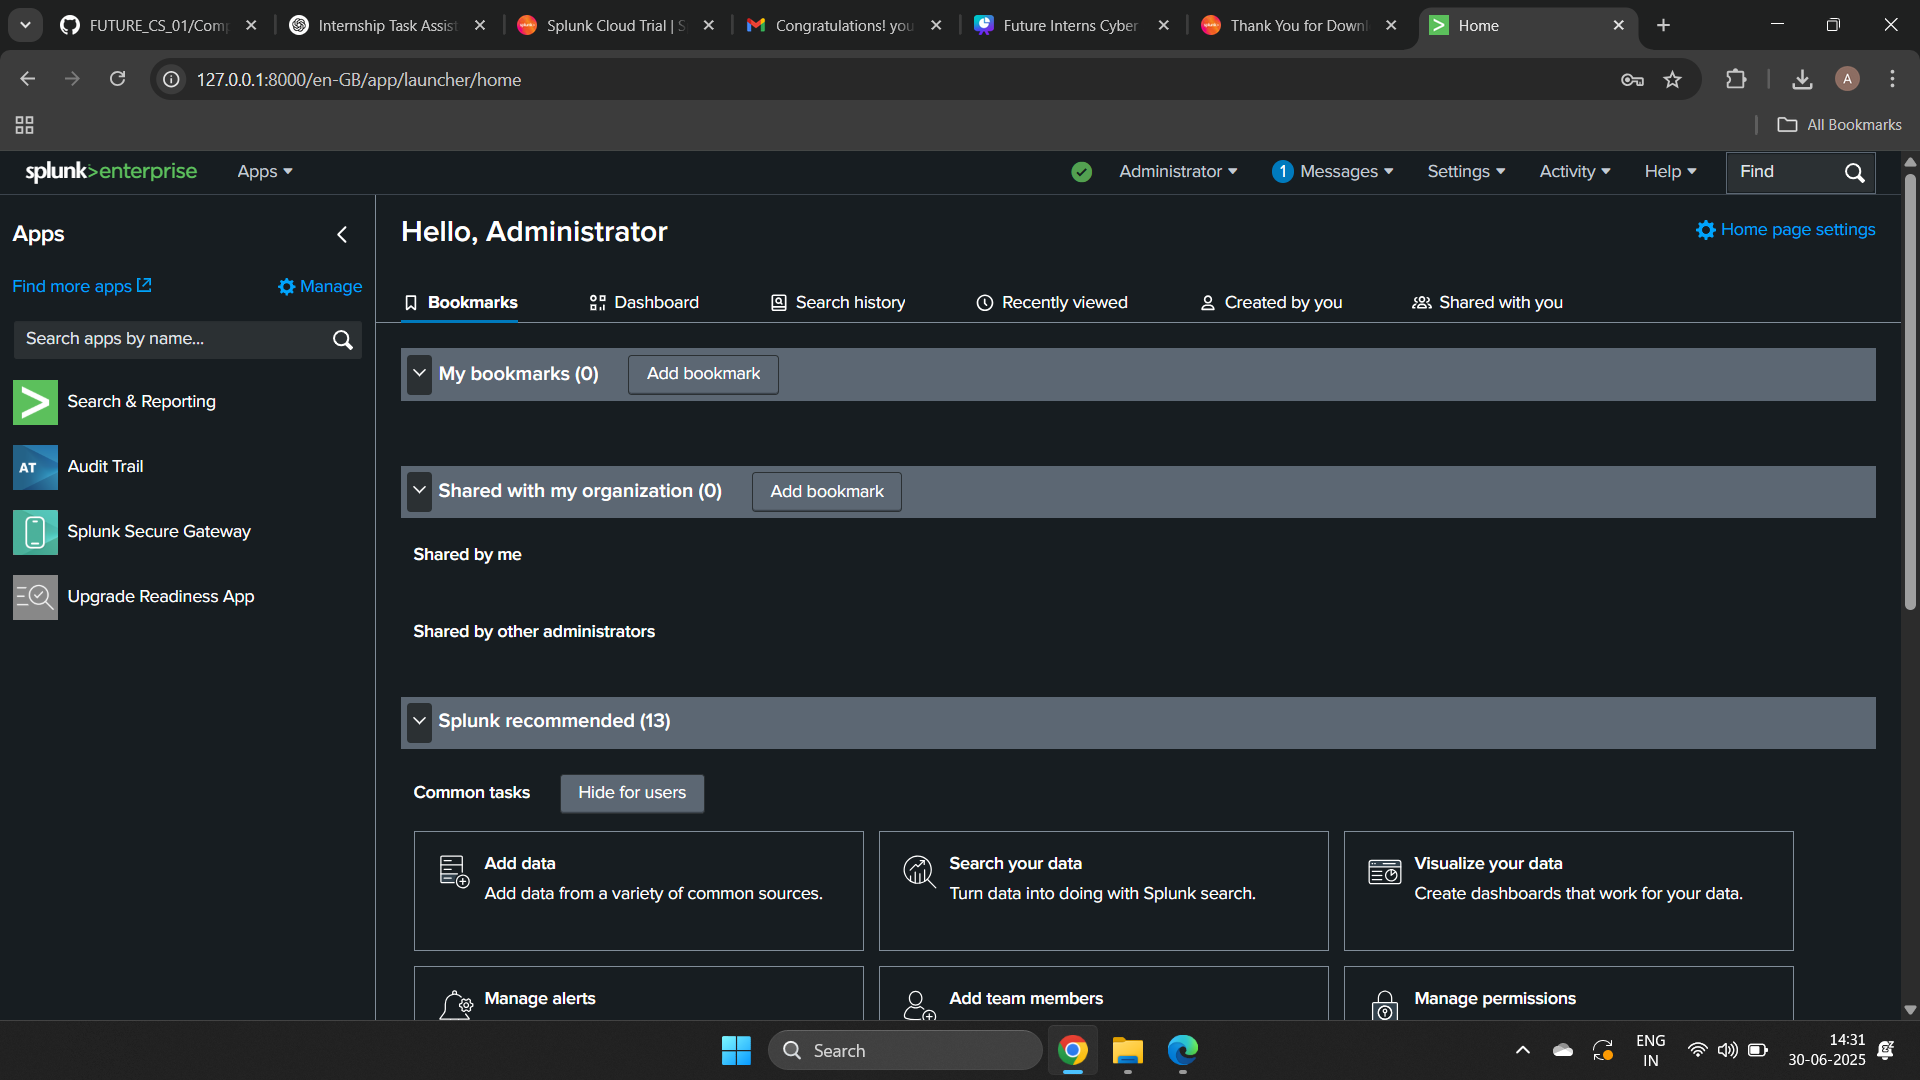 FUTURE_CS_01/Comp
Internship Task Assist
Splunk Cloud Trial | S
Congratulations! you
Future Interns Cyber
Thank You for Downl
Home
127.0.0.1:8000/en-GB/app/launcher/home
A
All Bookmarks
splunk>enterprise
Apps
Administrator
1 Messages
Settings
Activity
Help
Find
Apps
Find more apps
Manage
Search apps by name...
Search & Reporting
AT Audit Trail
Splunk Secure Gateway
Upgrade Readiness App
Hello, Administrator
Home page settings
Bookmarks
Dashboard
Search history
Recently viewed
Created by you
Shared with you
My bookmarks (0)
Add bookmark
Shared with my organization (0)
Add bookmark
Shared by me
Shared by other administrators
Splunk recommended (13)
Common tasks
Hide for users
Add data
Add data from a variety of common sources.
Search your data
Turn data into doing with Splunk search.
Visualize your data
Create dashboards that work for your data.
Manage alerts
Add team members
Manage permissions
Search
ENG
IN
14:31
30-06-2025